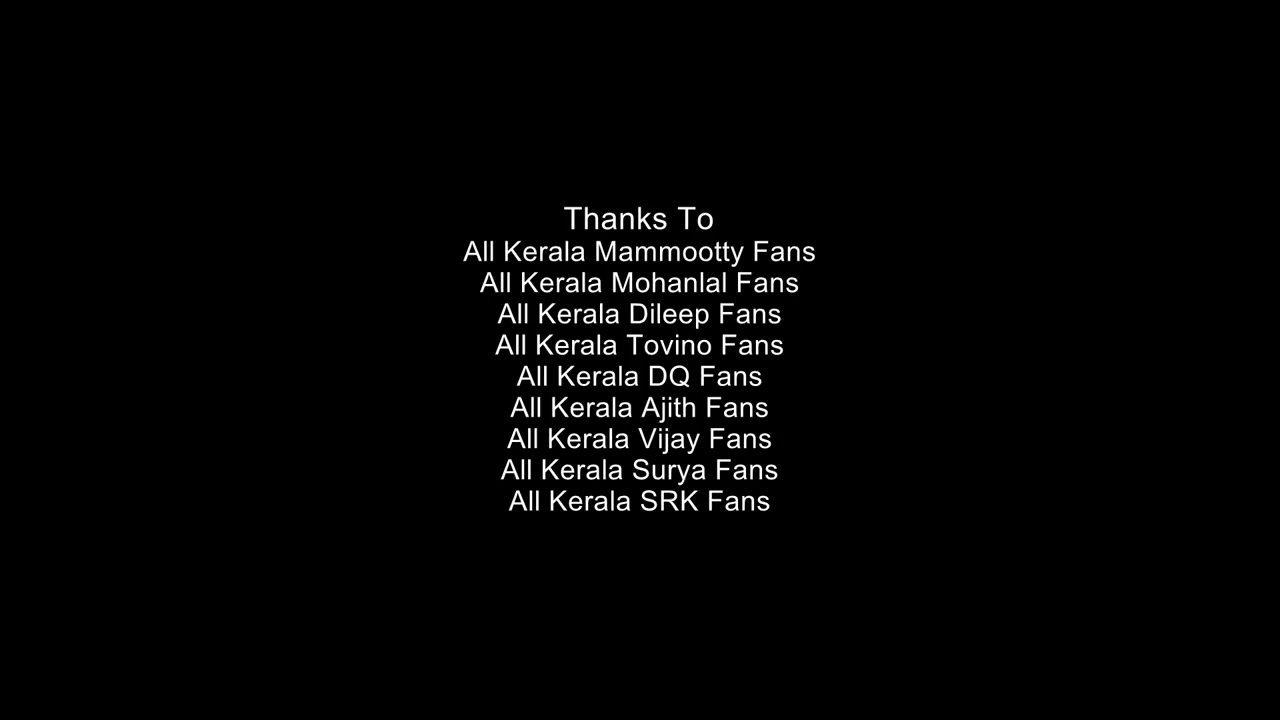 Thanks To
All Kerala Mammootty Fans
All Kerala Mohanlal Fans
All Kerala Dileep Fans
All Kerala Tovino Fans
All Kerala DQ Fans
All Kerala Ajith Fans
All Kerala Vijay Fans
All Kerala Surya Fans
All Kerala SRK Fans